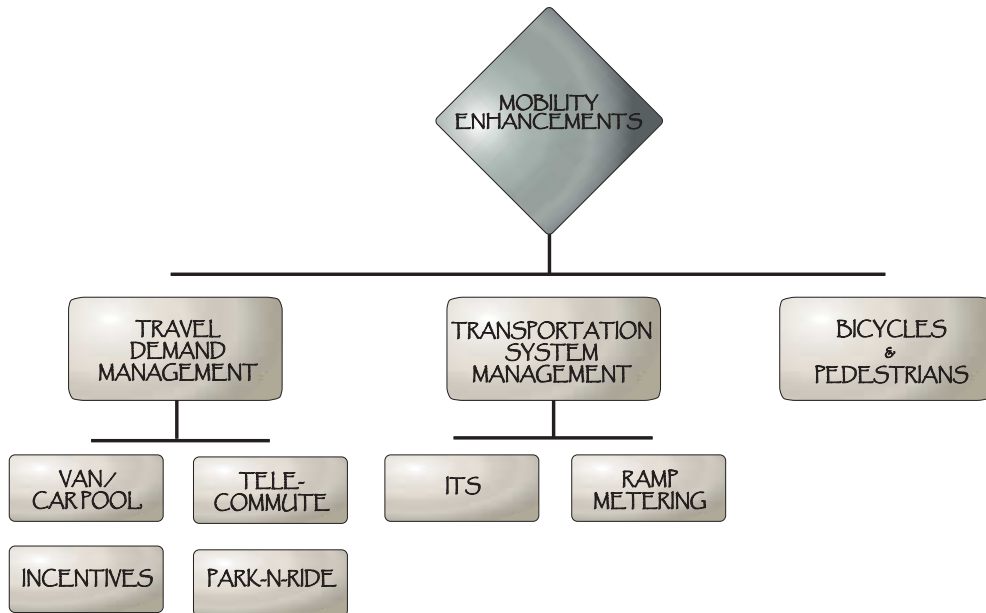 MOBILITY
ENHANCEMENTS
TRAVEL
DEMAND
MANAGEMENT
TRANSPORTATION
SYSTEM
MANAGEMENT
BICYCLES
&
PEDESTRIANS
VAN/
CARPOOL
TELE-
COMMUTE
ITS
RAMP
METERING
INCENTIVES
PARK-N-RIDE